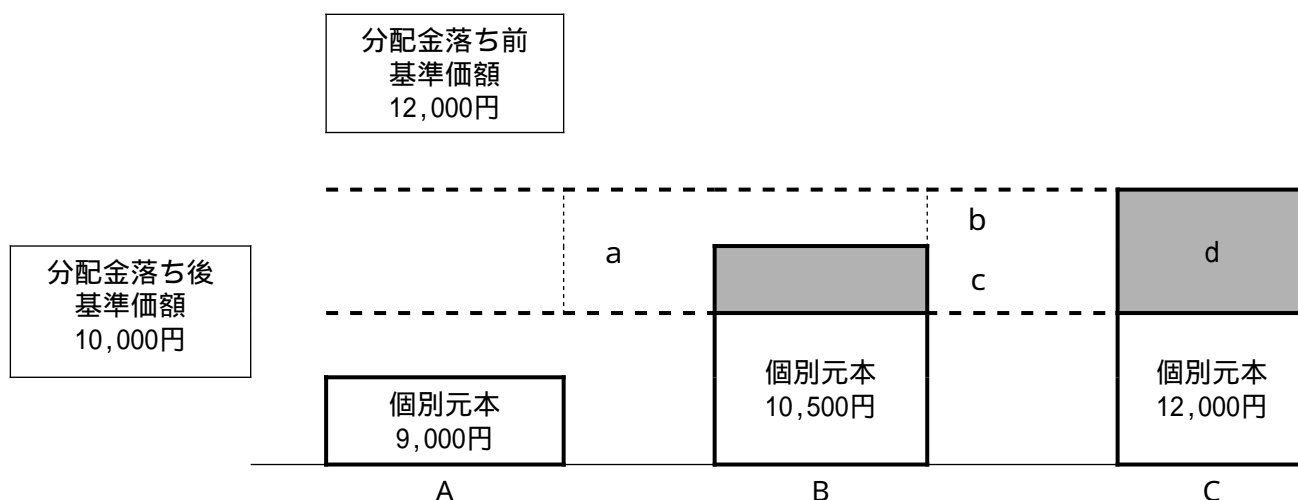 分配金落ち前
基準価額
12,000円
分配金落ち後
基準価額
10,000円
a
b
c
d
個別元本
9,000円
個別元本
10,500円
個別元本
12,000円
A
B
C